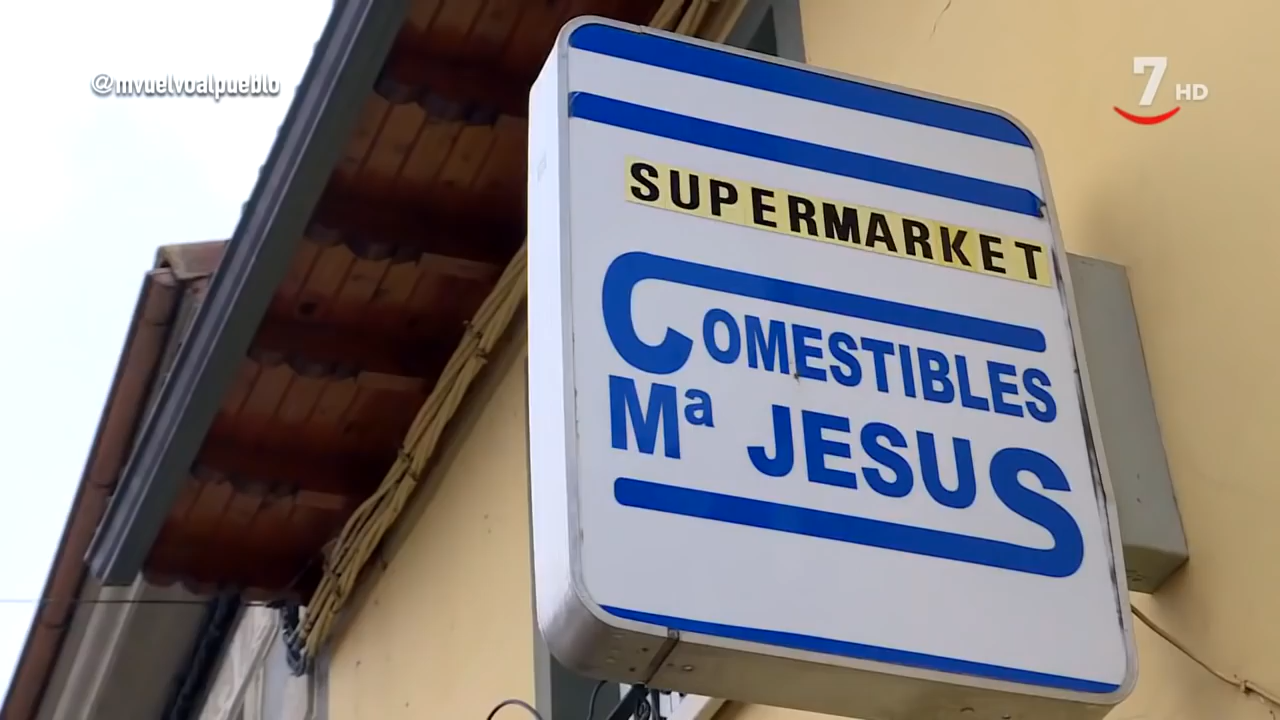 @mvuelvoalpueblo
7 HD
SUPERMARKET
COMESTIBLES
Mª JESUS